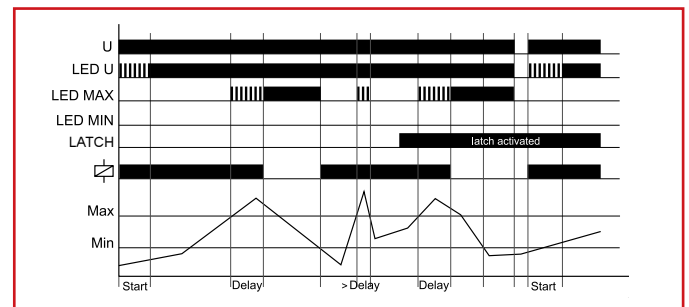 U
LED U
LED MAX
LED MIN
LATCH
latch activated
Max
Min
Start
Delay
> Delay
Delay
Start